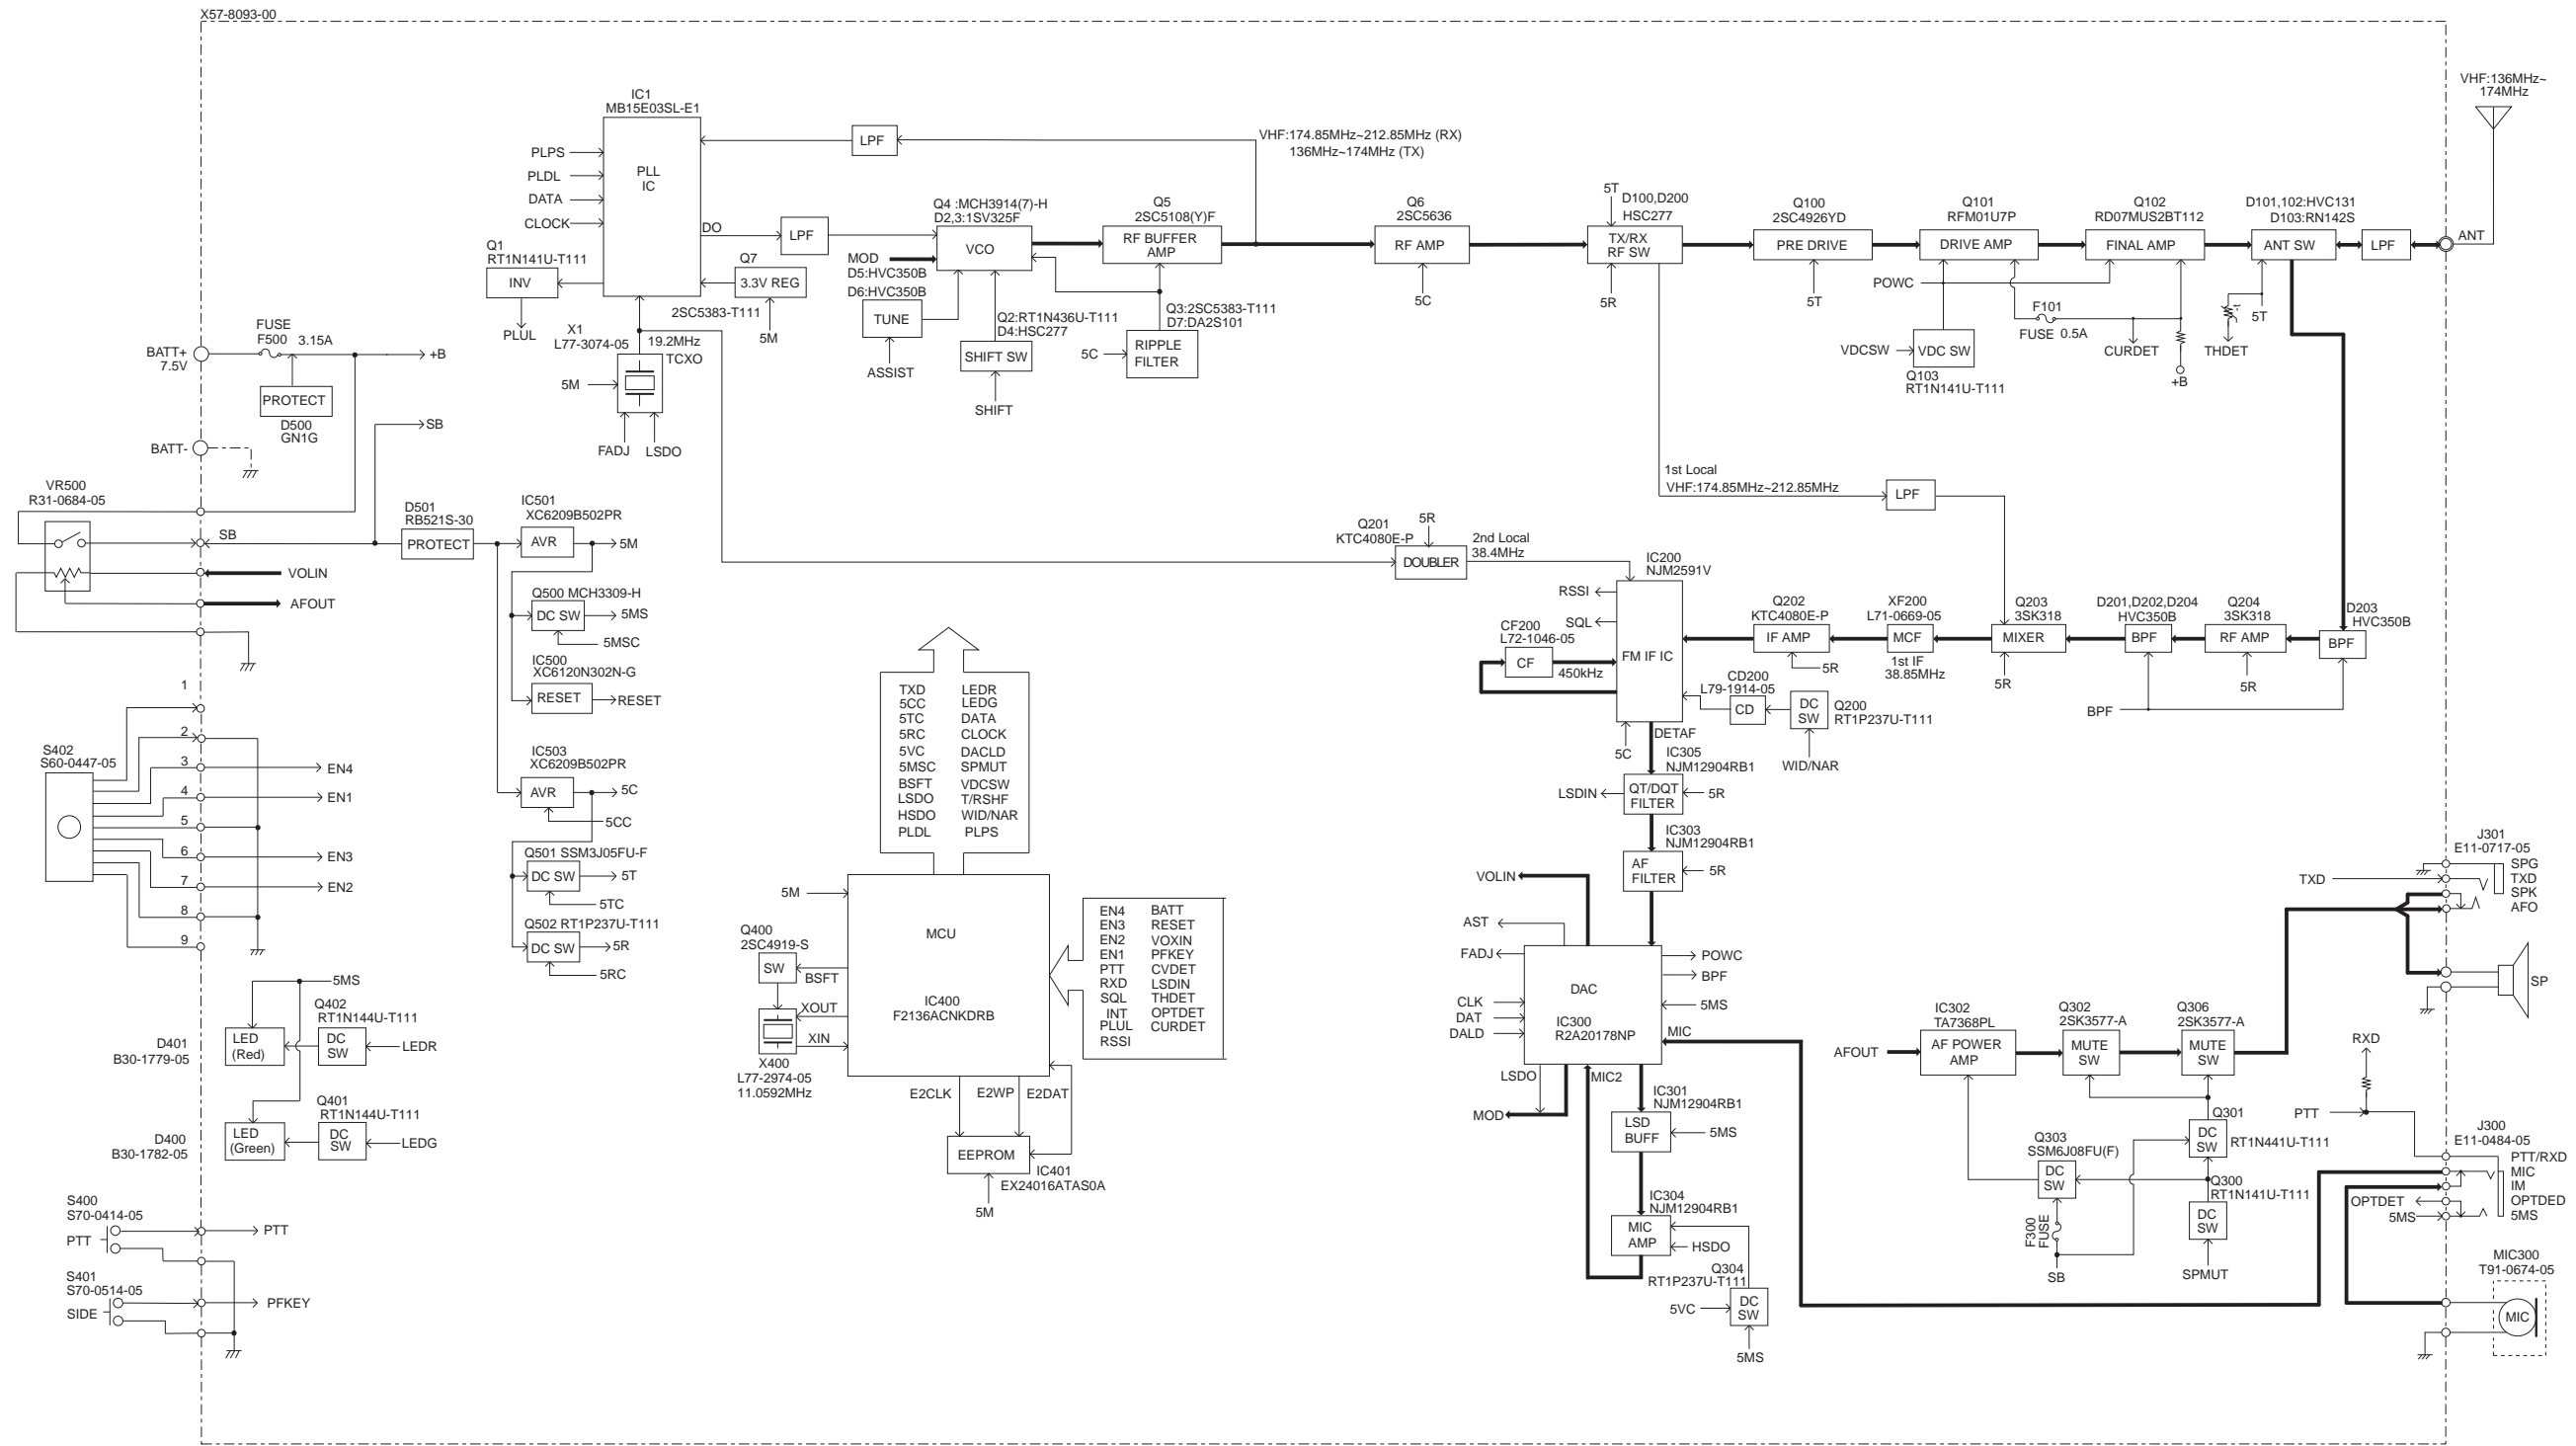 X57-8093-00
VHF:136MHz~
174MHz
ANT
IC1
MB15E03SL-E1
PLL
IC
PLPS
PLDL
DATA
CLOCK
DO
LPF
LPF
VHF:174.85MHz~212.85MHz (RX)
136MHz~174MHz (TX)
Q1
RT1N141U-T111
INV
PLUL
Q7
3.3V REG
2SC5383-T111
5M
X1
L77-3074-05
19.2MHz
TCXO
5M
FADJ
LSDO
Q4 :MCH3914(7)-H
D2,3:1SV325F
VCO
MOD
D5:HVC350B
D6:HVC350B
TUNE
ASSIST
Q2:RT1N436U-T111
D4:HSC277
SHIFT SW
SHIFT
Q5
2SC5108(Y)F
RF BUFFER
AMP
Q3:2SC5383-T111
D7:DA2S101
RIPPLE
FILTER
5C
Q6
2SC5636
RF AMP
5C
5T
D100,D200
HSC277
TX/RX
RF SW
5R
Q100
2SC4926YD
PRE DRIVE
5T
Q101
RFM01U7P
DRIVE AMP
POWC
VDCSW
VDC SW
Q103
RT1N141U-T111
Q102
RD07MUS2BT112
FINAL AMP
F101
FUSE 0.5A
CURDET
+B
D101,102:HVC131
D103:RN142S
ANT SW
LPF
-t
5T
THDET
BATT+
7.5V
FUSE
F500
3.15A
+B
PROTECT
D500
GN1G
SB
BATT-
VR500
R31-0684-05
SB
VOLIN
AFOUT
D501
RB521S-30
PROTECT
IC501
XC6209B502PR
AVR
5M
Q500 MCH3309-H
DC SW
5MS
5MSC
IC500
XC6120N302N-G
RESET
RESET
IC503
XC6209B502PR
AVR
5C
5CC
Q501 SSM3J05FU-F
DC SW
5T
5TC
Q502 RT1P237U-T111
DC SW
5R
5RC
S402
S60-0447-05
1
2
3
4
5
6
7
8
9
EN4
EN1
EN3
EN2
5MS
Q402
RT1N144U-T111
LED
(Red)
DC
SW
LEDR
D401
B30-1779-05
Q401
RT1N144U-T111
LED
(Green)
DC
SW
LEDG
D400
B30-1782-05
S400
S70-0414-05
PTT
PTT
S401
S70-0514-05
SIDE
PFKEY
TXD LEDR
5CC LEDG
5TC DATA
5RC CLOCK
5VC DACLD
5MSC SPMUT
BSFT VDCSW
LSDO T/RSHF
HSDO WID/NAR
PLDL PLPS
5M
MCU
IC400
F2136ACNKDRB
Q400
2SC4919-S
SW
BSFT
XOUT
XIN
X400
L77-2974-05
11.0592MHz
EN4 BATT
EN3 RESET
EN2 VOXIN
EN1 PFKEY
PTT CVDET
RXD LSDIN
SQL THDET
INT OPTDET
PLUL CURDET
RSSI
E2CLK
E2WP
E2DAT
EEPROM
IC401
EX24016ATAS0A
5M
1st Local
VHF:174.85MHz~212.85MHz
LPF
Q201
KTC4080E-P
5R
DOUBLER
2nd Local
38.4MHz
IC200
NJM2591V
FM IF IC
RSSI
SQL
CF200
L72-1046-05
CF
450kHz
5C
DETAF
Q202
KTC4080E-P
IF AMP
5R
XF200
L71-0669-05
MCF
1st IF
38.85MHz
Q203
3SK318
MIXER
5R
D201,D202,D204
HVC350B
BPF
Q204
3SK318
RF AMP
5R
D203
HVC350B
BPF
BPF
CD200
L79-1914-05
CD
DC
SW
Q200
RT1P237U-T111
WID/NAR
IC305
NJM12904RB1
QT/DQT
FILTER
LSDIN
5R
IC303
NJM12904RB1
AF
FILTER
5R
VOLIN
AST
FADJ
CLK
DAT
DALD
DAC
IC300
R2A20178NP
POWC
BPF
5MS
MIC
LSDO
MOD
MIC2
IC301
NJM12904RB1
LSD
BUFF
5MS
IC304
NJM12904RB1
MIC
AMP
HSDO
Q304
RT1P237U-T111
5VC
DC
SW
5MS
AFOUT
IC302
TA7368PL
AF POWER
AMP
Q302
2SK3577-A
MUTE
SW
Q306
2SK3577-A
MUTE
SW
Q301
DC
SW
RT1N441U-T111
Q303
SSM6J08FU(F)
DC
SW
Q300
RT1N141U-T111
DC
SW
F300
FUSE
SB
SPMUT
J301
E11-0717-05
SPG
TXD
SPK
AFO
TXD
SP
RXD
PTT
J300
E11-0484-05
PTT/RXD
MIC
IM
OPTDED
5MS
OPTDET
5MS
MIC300
T91-0674-05
MIC